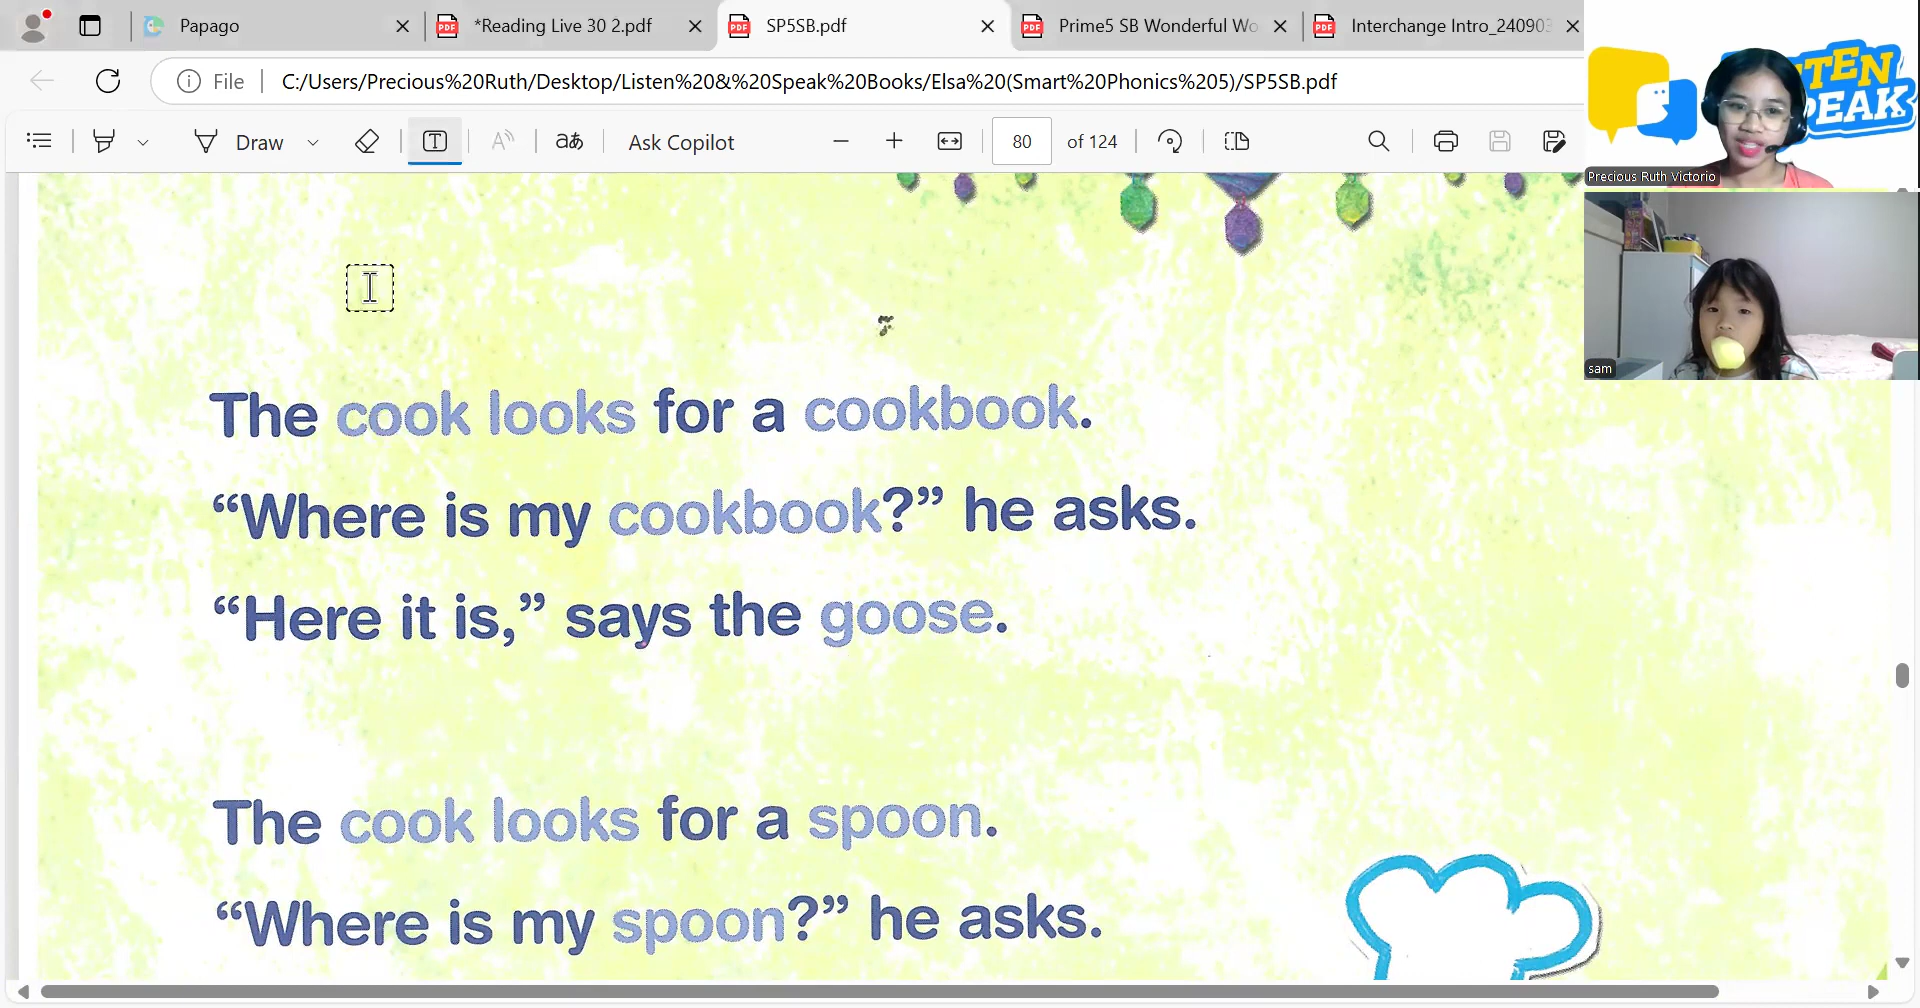 Papago
*Reading Live 30 2.pdf
SP5SB.pdf
Prime5 SB Wonderful Wo
Interchange Intro_240903
File
C:/Users/Precious%20Ruth/Desktop/Listen%20&%20Speak%20Books/Elsa%20(Smart%20Phonics%205)/SP5SB.pdf
Draw
Ask Copilot
80
of 124
TEN
PEAK
Precious Ruth Victorio
sam
The cook looks for a cookbook.
“Where is my cookbook?” he asks.
“Here it is,” says the goose.
The cook looks for a spoon.
“Where is my spoon?” he asks.